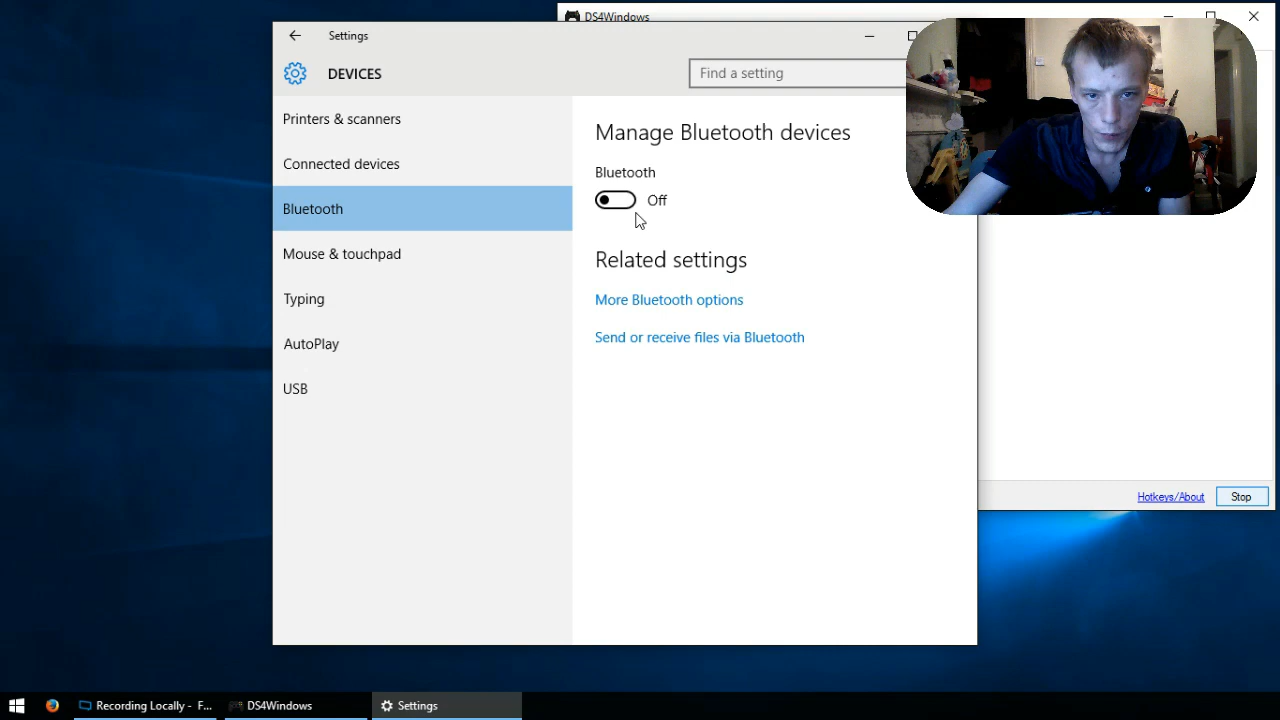 DS4Windows
Settings
DEVICES
Find a setting
Printers & scanners
Connected devices
Bluetooth
Mouse & touchpad
Typing
AutoPlay
USB
Manage Bluetooth devices
Bluetooth
Off
Related settings
More Bluetooth options
Send or receive files via Bluetooth
Hotkeys/About
Stop
Recording Locally - F...
DS4Windows
Settings